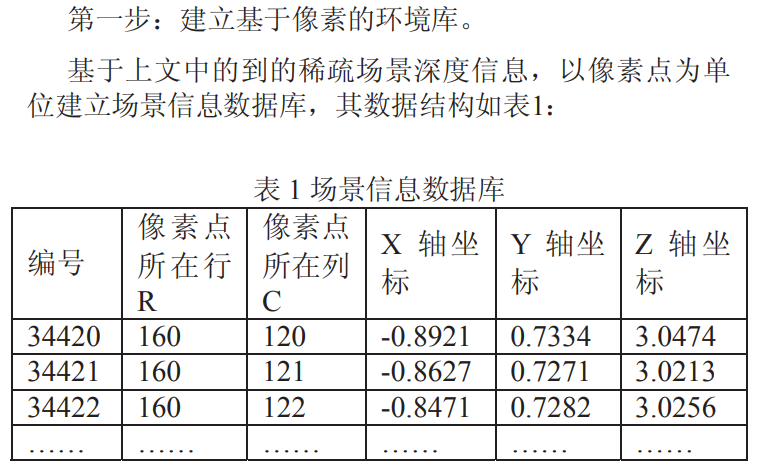 第一步：建立基于像素的环境库。
基于上文中的到的稀疏场景深度信息，以像素点为单
位建立场景信息数据库，其数据结构如表1：
表 1 场景信息数据库
编号 像素点所在行R 像素点所在列C X 轴坐标 Y 轴坐标 Z 轴坐标
34420 160 120 -0.8921 0.7334 3.0474
34421 160 121 -0.8627 0.7271 3.0213
34422 160 122 -0.8471 0.7282 3.0256
…… …… …… …… …… ……